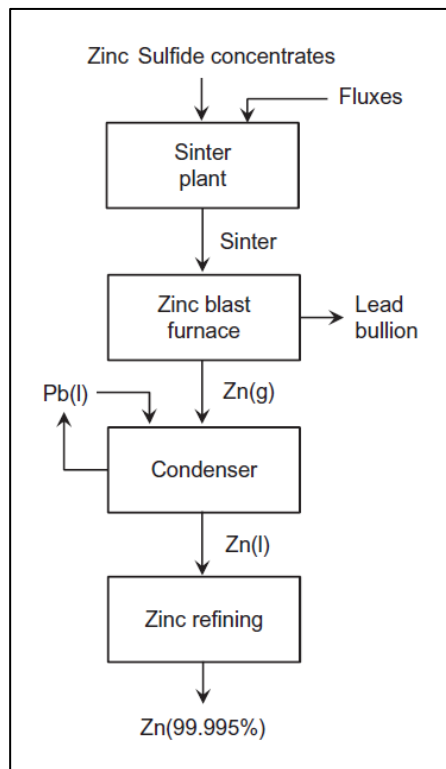 Zinc Sulfide concentrates
Fluxes
Sinter
plant
Sinter
Zinc blast
furnace
Lead
bullion
Pb(l)
Zn(g)
Condenser
Zn(l)
Zinc refining
Zn(99.995%)